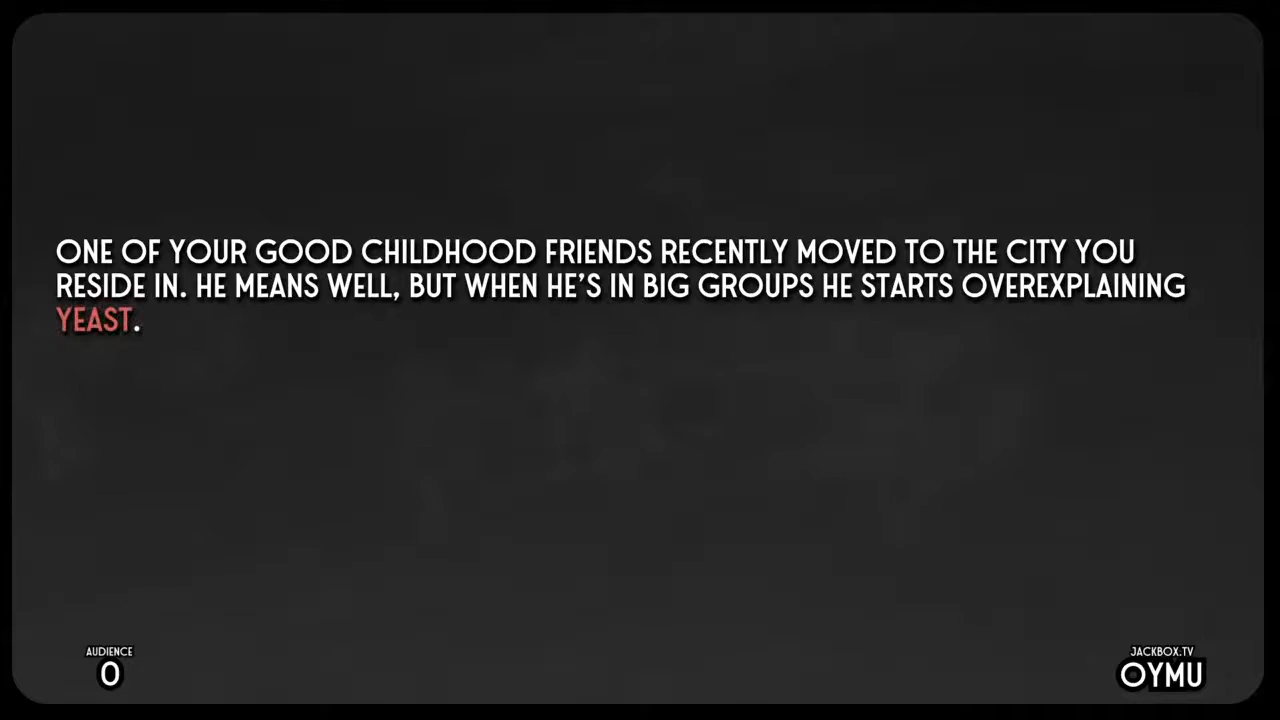 ONE OF YOUR GOOD CHILDHOOD FRIENDS RECENTLY MOVED TO THE CITY YOU
RESIDE IN. HE MEANS WELL, BUT WHEN HE'S IN BIG GROUPS HE STARTS OVEREXPLAINING
YEAST.
AUDIENCE
0
JACKBOX.TV
OYMU